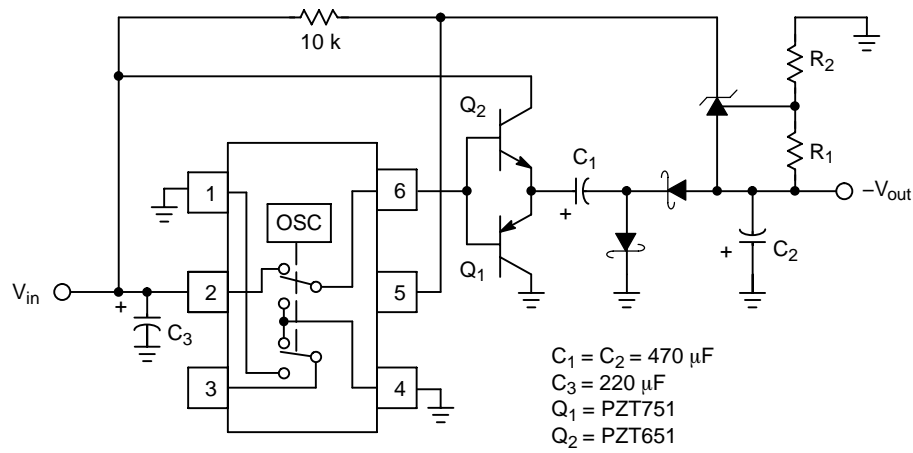 10 k
R2
Q2
R1
C1
1
6
OSC
+
–Vout
Q1
+
C2
Vin
2
5
+
C3
3
4
C1 = C2 = 470 μF
C3 = 220 μF
Q1 = PZT751
Q2 = PZT651